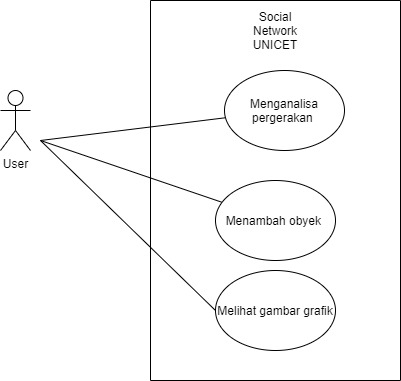 Social
Network
UNICET
Menganalisa
pergerakan
User
Menambah obyek
Melihat gambar grafik